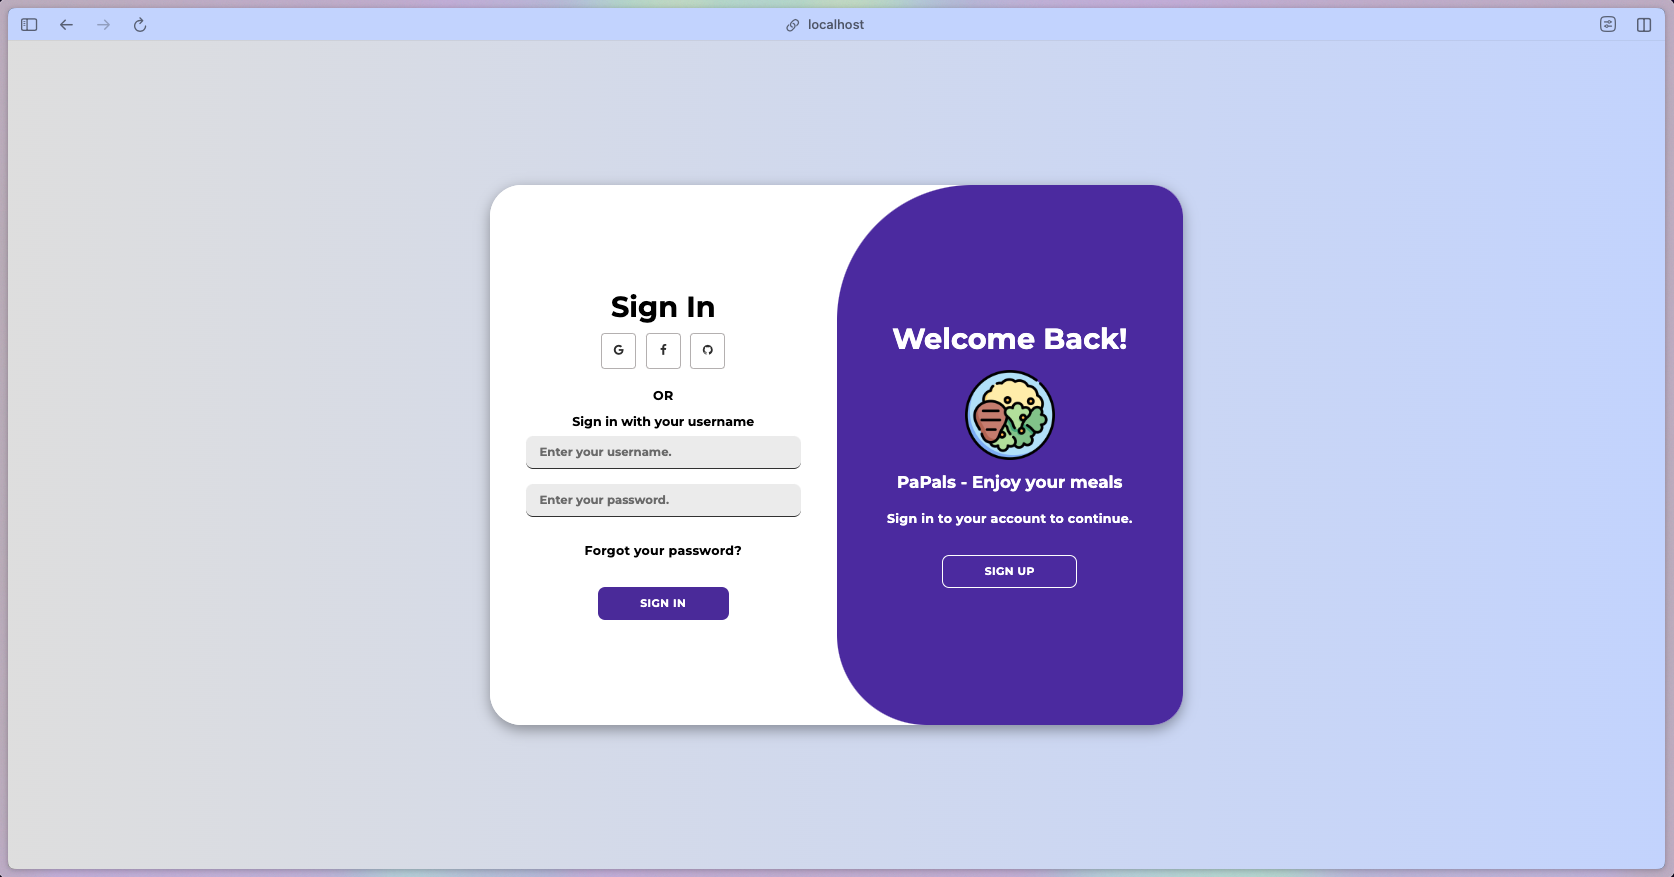 localhost
Sign In
G f
OR
Sign in with your username
Enter your username.
Enter your password.
Forgot your password?
SIGN IN
Welcome Back!
PaPals - Enjoy your meals
Sign in to your account to continue.
SIGN UP